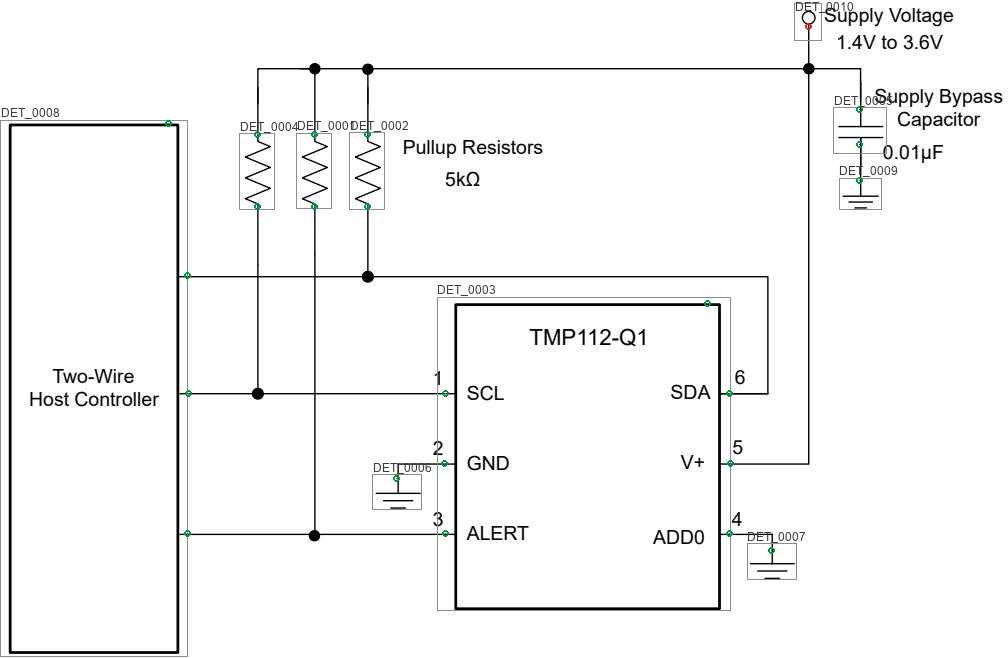 DET_0010
Supply Voltage
1.4V to 3.6V
DET_0005
Supply Bypass
Capacitor
0.01µF
DET_0009
DET_0008
DET_0004
DET_0001
DET_0002
Pullup Resistors
5kΩ
DET_0003
TMP112-Q1
Two-Wire
Host Controller
1
SCL
SDA
6
2
GND
V+
5
DET_0006
3
ALERT
ADD0
4
DET_0007